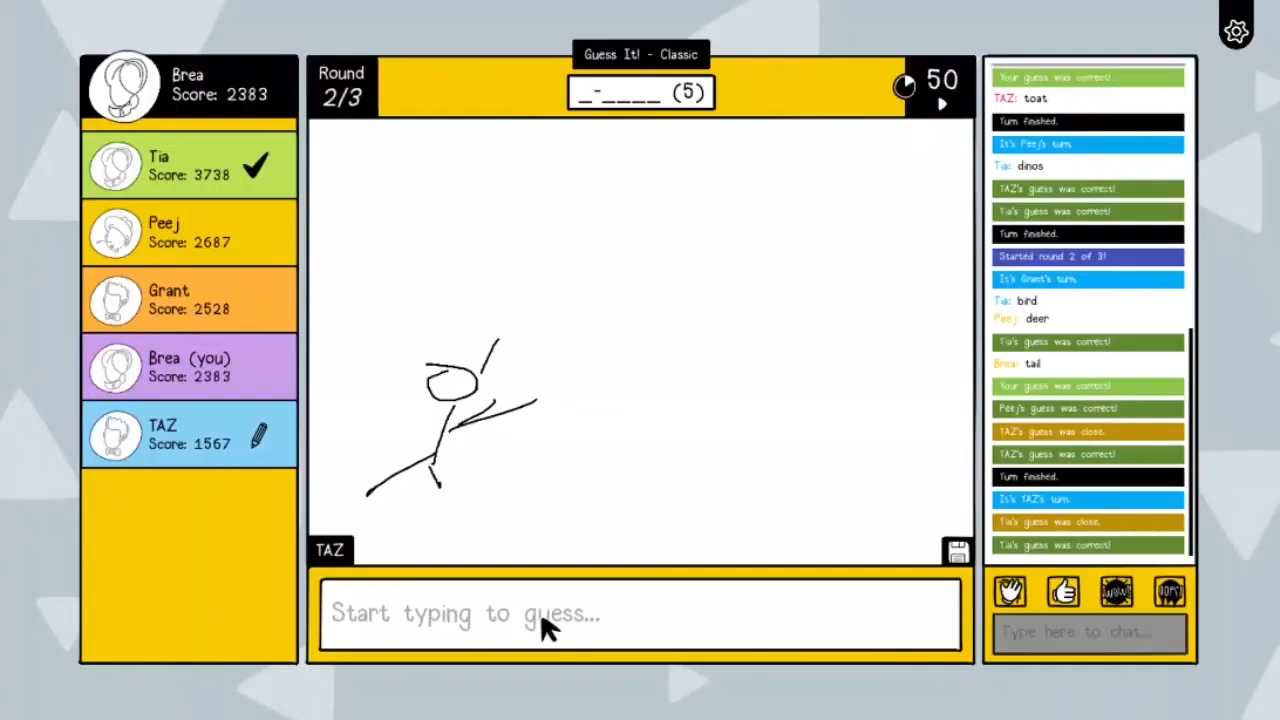 Guess It! - Classic
Brea
Score: 2383
Round
2/3
_-____ (5)
50
Tia
Score: 3738
Peej
Score: 2687
Grant
Score: 2528
Brea (you)
Score: 2383
TAZ
Score: 1567
TAZ
Start typing to guess...
Your guess was correct!
TAZ: toat
Turn finished.
It's Peej's turn.
Tia: dinos
TAZ's guess was correct!
Tia's guess was correct!
Turn finished.
Started round 2 of 3!
It's Grant's turn.
Tia: bird
Peej: deer
Tia's guess was correct!
Brea: tail
Your guess was correct!
Peej's guess was correct!
TAZ's guess was close.
TAZ's guess was correct!
Turn finished.
It's TAZ's turn.
Tia's guess was close.
Tia's guess was correct!
WOW!
Type here to chat...